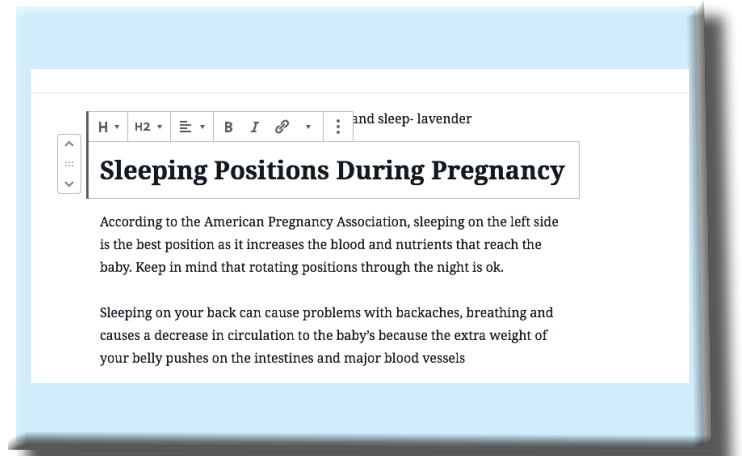 and sleep- lavender
H H2 B I
Sleeping Positions During Pregnancy
According to the American Pregnancy Association, sleeping on the left side
is the best position as it increases the blood and nutrients that reach the
baby. Keep in mind that rotating positions through the night is ok.
Sleeping on your back can cause problems with backaches, breathing and
causes a decrease in circulation to the baby's because the extra weight of
your belly pushes on the intestines and major blood vessels